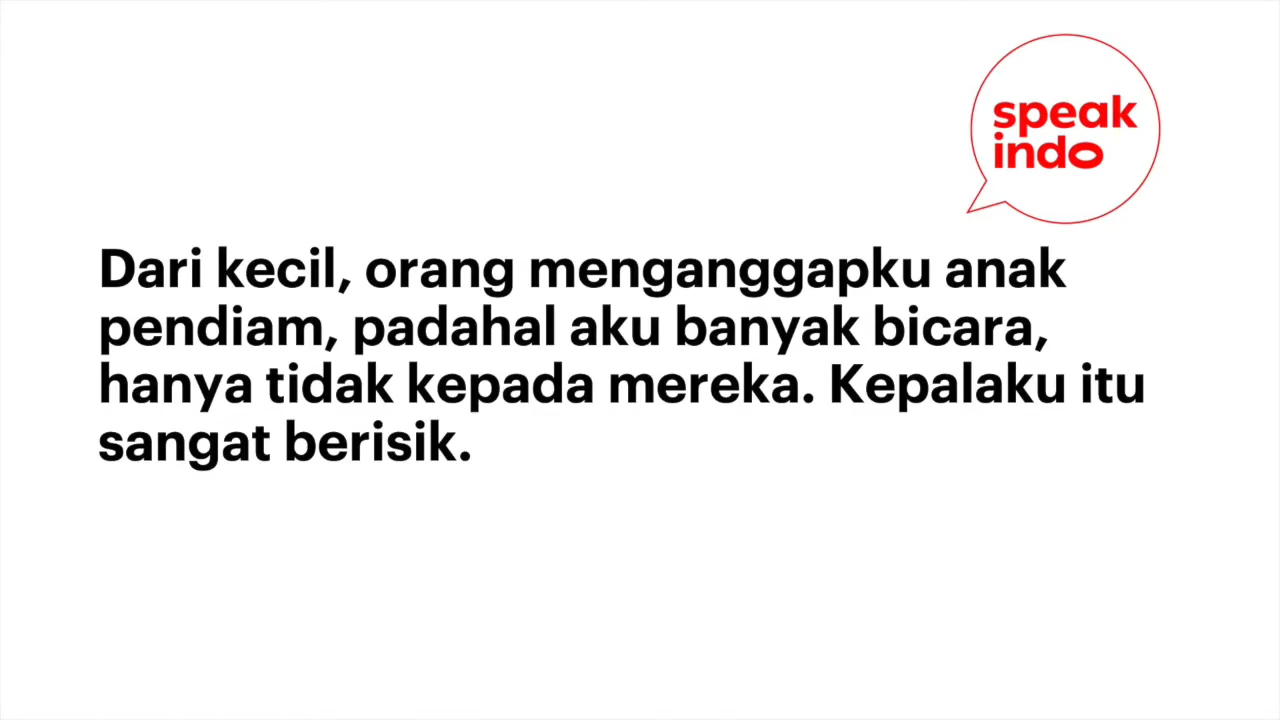 speak
indo
Dari kecil, orang menganggapku anak
pendiam, padahal aku banyak bicara,
hanya tidak kepada mereka. Kepalaku itu
sangat berisik.